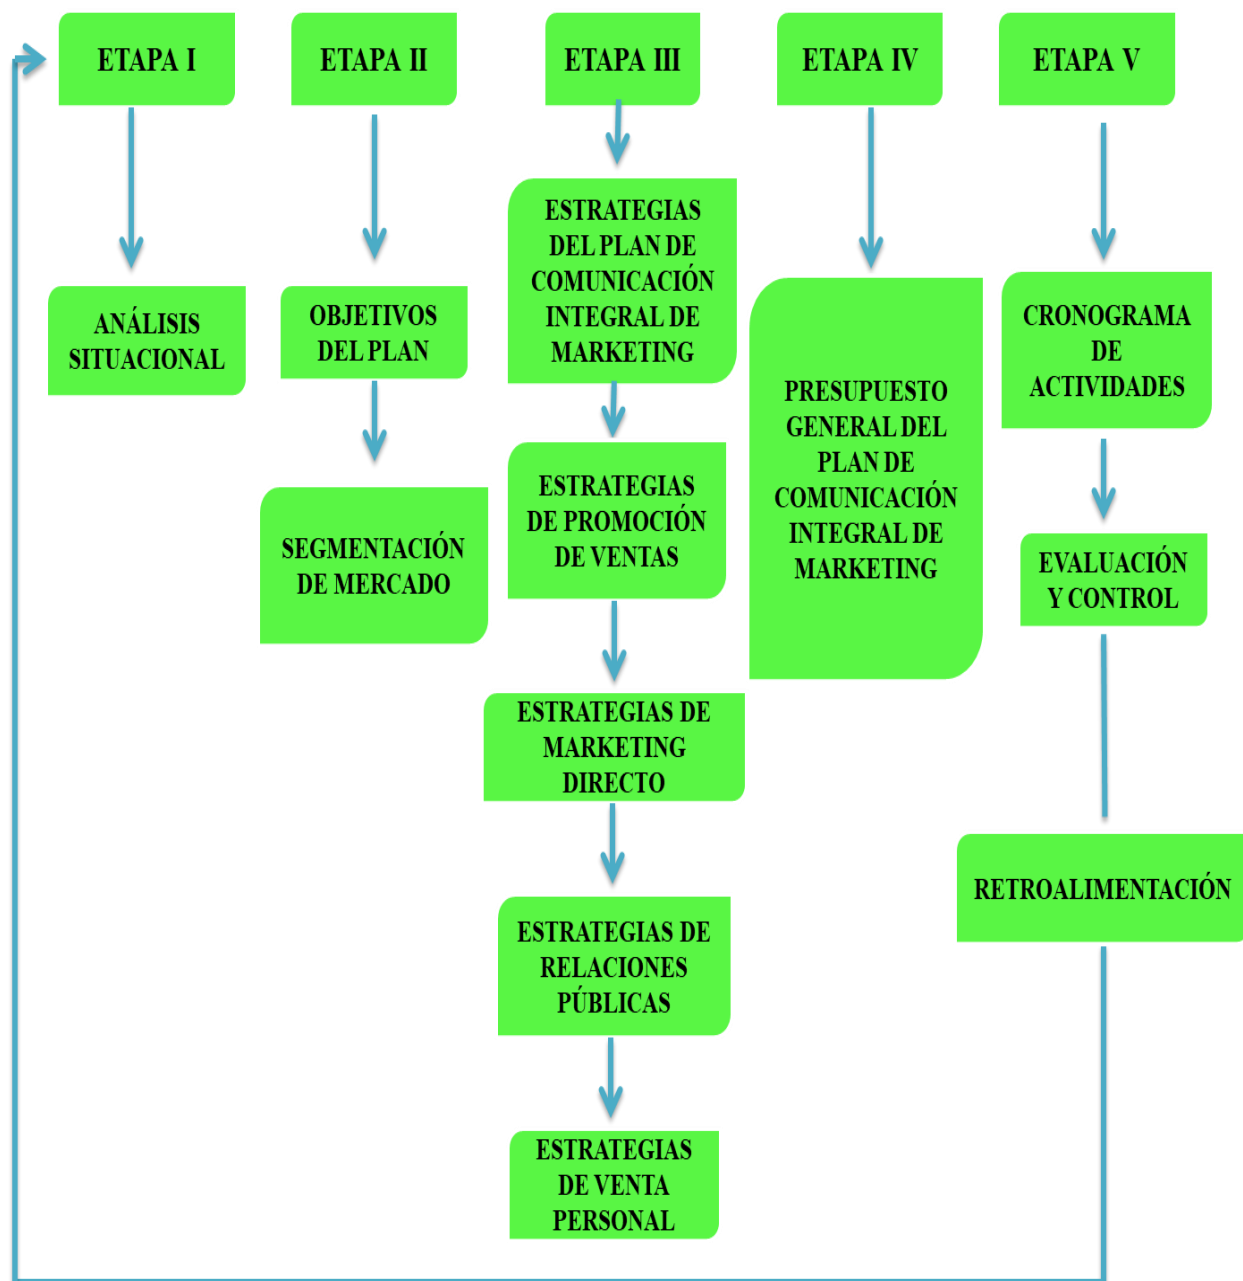 ETAPA I
ANÁLISIS
SITUACIONAL
ETAPA II
OBJETIVOS
DEL PLAN
SEGMENTACIÓN
DE MERCADO
ETAPA III
ESTRATEGIAS
DEL PLAN DE
COMUNICACIÓN
INTEGRAL DE
MARKETING
ESTRATEGIAS
DE PROMOCIÓN
DE VENTAS
ESTRATEGIAS DE
MARKETING
DIRECTO
ESTRATEGIAS DE
RELACIONES
PÚBLICAS
ESTRATEGIAS
DE VENTA
PERSONAL
ETAPA IV
PRESUPUESTO
GENERAL DEL
PLAN DE
COMUNICACIÓN
INTEGRAL DE
MARKETING
ETAPA V
CRONOGRAMA
DE
ACTIVIDADES
EVALUACIÓN
Y CONTROL
RETROALIMENTACIÓN